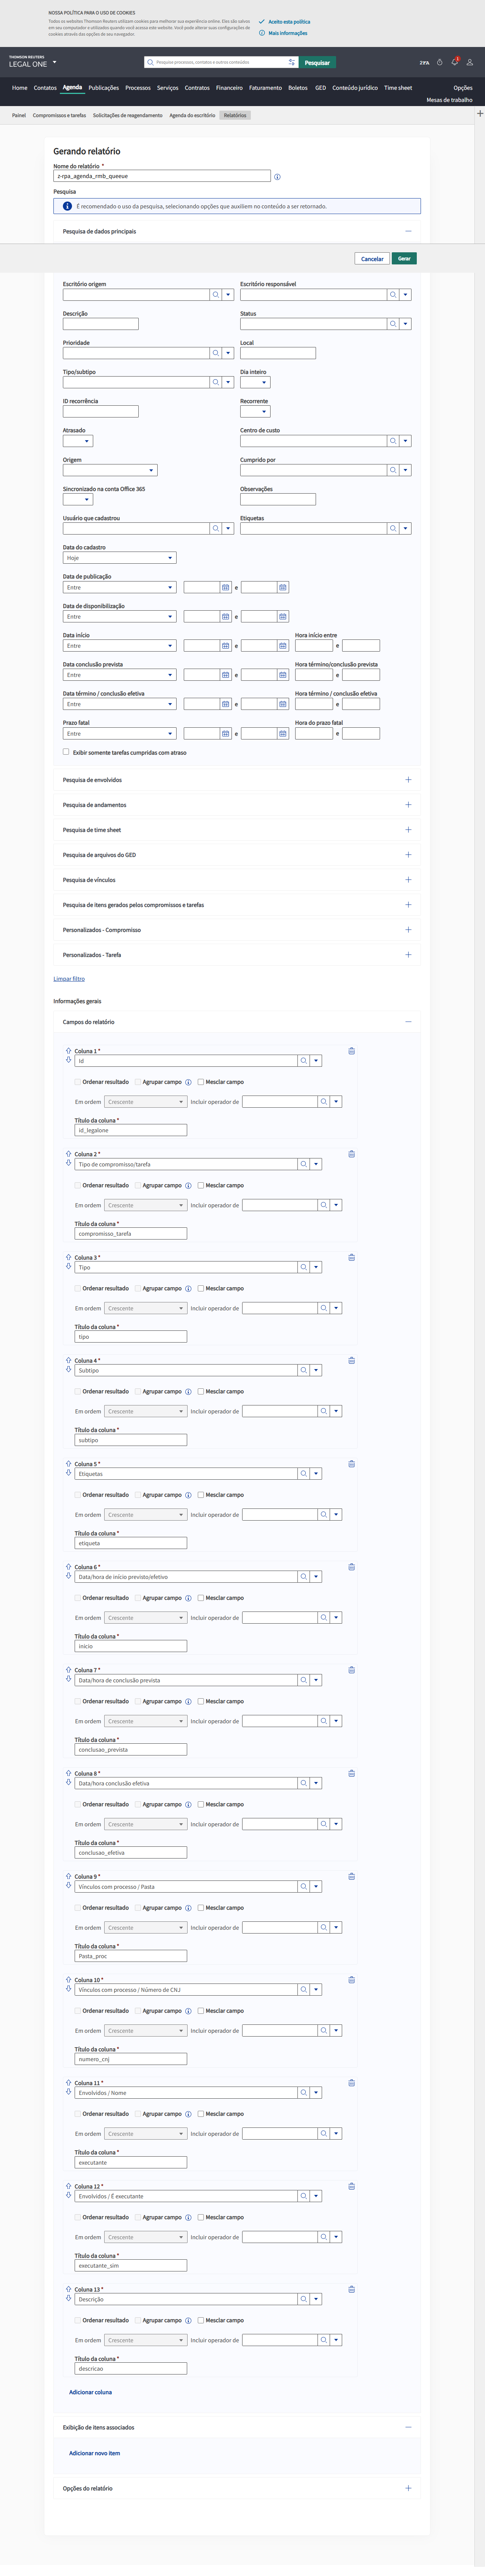 NOSSA POLÍTICA PARA O USO DE COOKIES
Todos os websites Thomson Reuters utilizam cookies para melhorar sua experiência online. Eles são salvos
em seu computador e utilizados quando você acessa este website. Você pode alterar suas configurações de
cookies através das opções de seu navegador.
Aceito esta política
Mais informações
THOMSON REUTERS
LEGAL ONE
Pesquise processos, contatos e outros conteúdos
Pesquisar
Home Contatos Agenda Publicações Processos Serviços Contratos Financeiro Faturamento Boletos GED Conteúdo jurídico Time sheet Opções
Mesas de trabalho
Painel Compromissos e tarefas Solicitações de reagendamento Agenda do escritório Relatórios
Gerando relatório
Nome do relatório *
z-rpa_agenda_rmb_queeue
Pesquisa
É recomendado o uso da pesquisa, selecionando opções que auxiliem no conteúdo a ser retornado.
Pesquisa de dados principais
Cancelar Gerar
Escritório origem Escritório responsável
Descrição Status
Prioridade Local
Tipo/subtipo Dia inteiro
ID recorrência Recorrente
Atrasado Centro de custo
Origem Cumprido por
Sincronizado na conta Office 365 Observações
Usuário que cadastrou Etiquetas
Data do cadastro
Hoje
Data de publicação
Entre e
Data de disponibilização
Entre e
Data início Hora início entre
Entre e e
Data conclusão prevista Hora término/conclusão prevista
Entre e e
Data término / conclusão efetiva Hora término / conclusão efetiva
Entre e e
Prazo fatal Hora do prazo fatal
Entre e e
Exibir somente tarefas cumpridas com atraso
Pesquisa de envolvidos
Pesquisa de andamentos
Pesquisa de time sheet
Pesquisa de arquivos do GED
Pesquisa de vínculos
Pesquisa de itens gerados pelos compromissos e tarefas
Personalizados - Compromisso
Personalizados - Tarefa
Limpar filtro
Informações gerais
Campos do relatório
Coluna 1 *
Id
Ordenar resultado Agrupar campo Mesclar campo
Em ordem Crescente Incluir operador de
Título da coluna *
id_legalone
Coluna 2 *
Tipo de compromisso/tarefa
Ordenar resultado Agrupar campo Mesclar campo
Em ordem Crescente Incluir operador de
Título da coluna *
compromisso_tarefa
Coluna 3 *
Tipo
Ordenar resultado Agrupar campo Mesclar campo
Em ordem Crescente Incluir operador de
Título da coluna *
tipo
Coluna 4 *
Subtipo
Ordenar resultado Agrupar campo Mesclar campo
Em ordem Crescente Incluir operador de
Título da coluna *
subtipo
Coluna 5 *
Etiquetas
Ordenar resultado Agrupar campo Mesclar campo
Em ordem Crescente Incluir operador de
Título da coluna *
etiqueta
Coluna 6 *
Data/hora de início previsto/efetivo
Ordenar resultado Agrupar campo Mesclar campo
Em ordem Crescente Incluir operador de
Título da coluna *
inicio
Coluna 7 *
Data/hora de conclusão prevista
Ordenar resultado Agrupar campo Mesclar campo
Em ordem Crescente Incluir operador de
Título da coluna *
conclusao_prevista
Coluna 8 *
Data/hora conclusão efetiva
Ordenar resultado Agrupar campo Mesclar campo
Em ordem Crescente Incluir operador de
Título da coluna *
conclusao_efetiva
Coluna 9 *
Vínculos com processo / Pasta
Ordenar resultado Agrupar campo Mesclar campo
Em ordem Crescente Incluir operador de
Título da coluna *
Pasta_proc
Coluna 10 *
Vínculos com processo / Número de CNJ
Ordenar resultado Agrupar campo Mesclar campo
Em ordem Crescente Incluir operador de
Título da coluna *
numero_cnj
Coluna 11 *
Envolvidos / Nome
Ordenar resultado Agrupar campo Mesclar campo
Em ordem Crescente Incluir operador de
Título da coluna *
executante
Coluna 12 *
Envolvidos / É executante
Ordenar resultado Agrupar campo Mesclar campo
Em ordem Crescente Incluir operador de
Título da coluna *
executante_sim
Coluna 13 *
Descrição
Ordenar resultado Agrupar campo Mesclar campo
Em ordem Crescente Incluir operador de
Título da coluna *
descricao
Adicionar coluna
Exibição de itens associados
Adicionar novo item
Opções do relatório